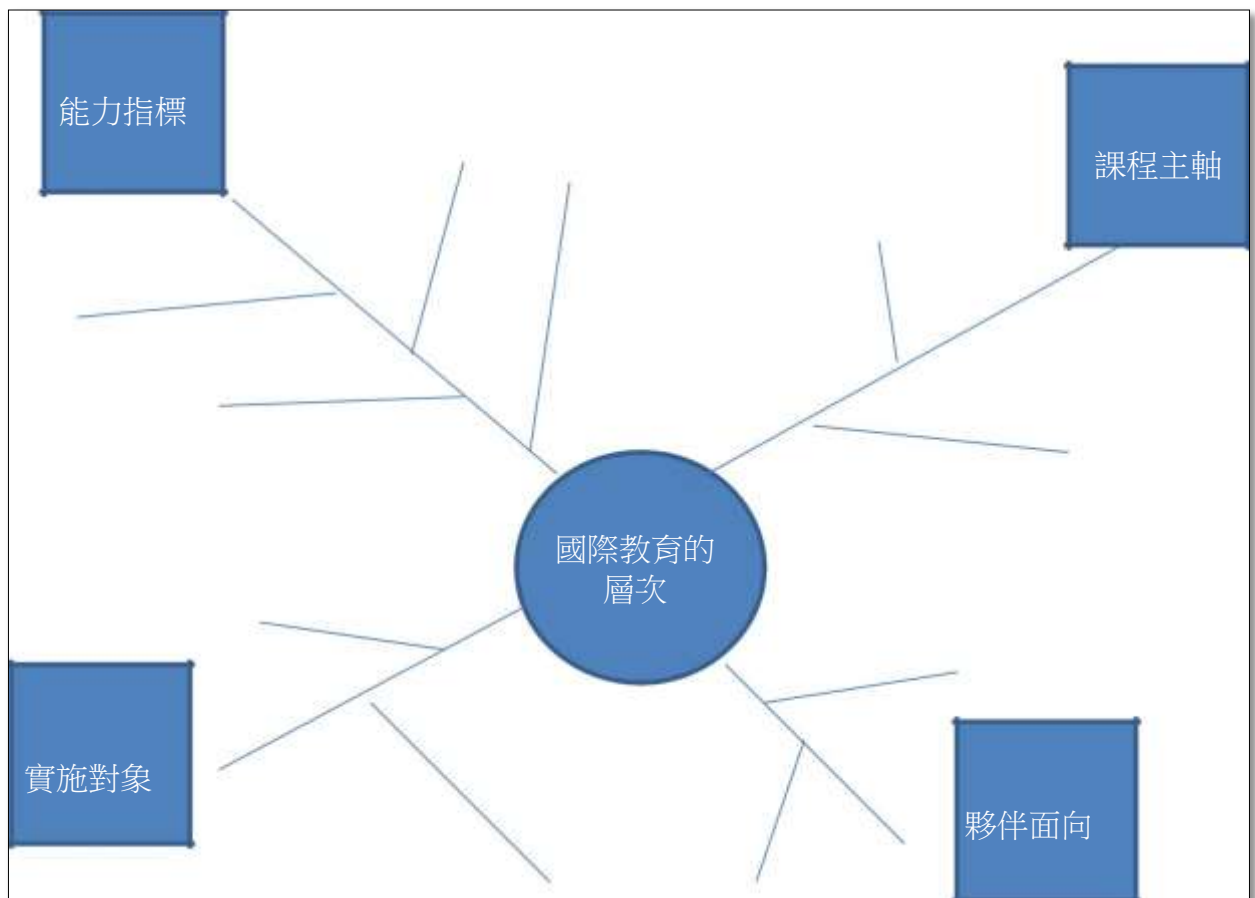 能力指標
課程主軸
國際教育的
層次
實施對象
夥伴面向